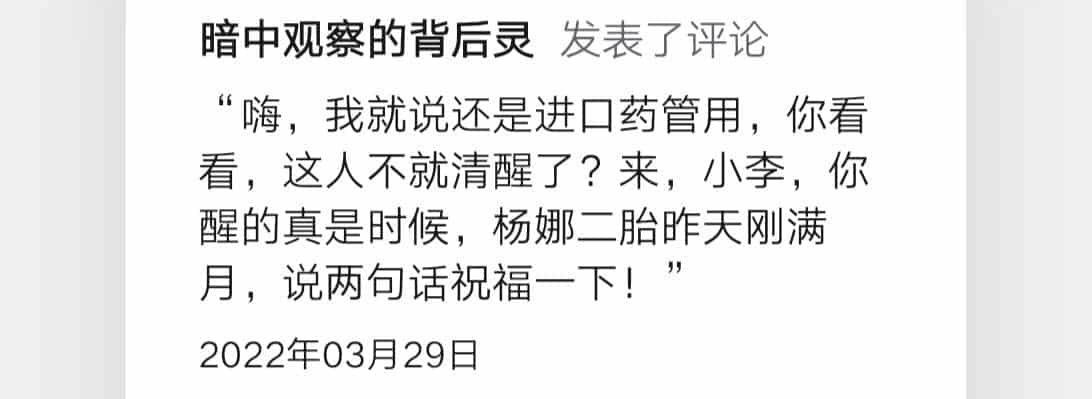 暗中观察的背后灵 发表了评论
“嗨，我就说还是进口药管用，你看
看，这人不就清醒了？来，小李，你
醒的真是时候，杨娜二胎昨天刚满
月，说两句话祝福一下！”
2022年03月29日